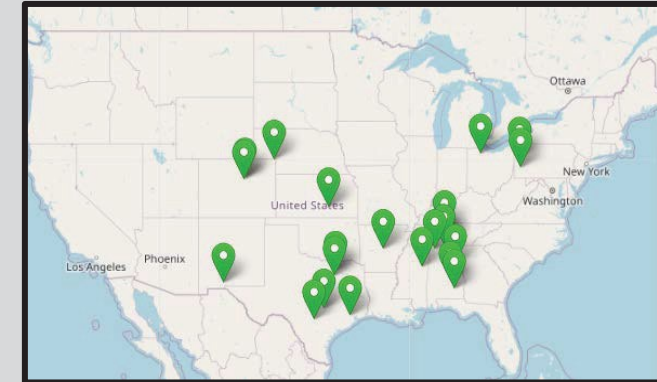 Ottawa
New York
Washington
United States
Los Angeles
Phoenix